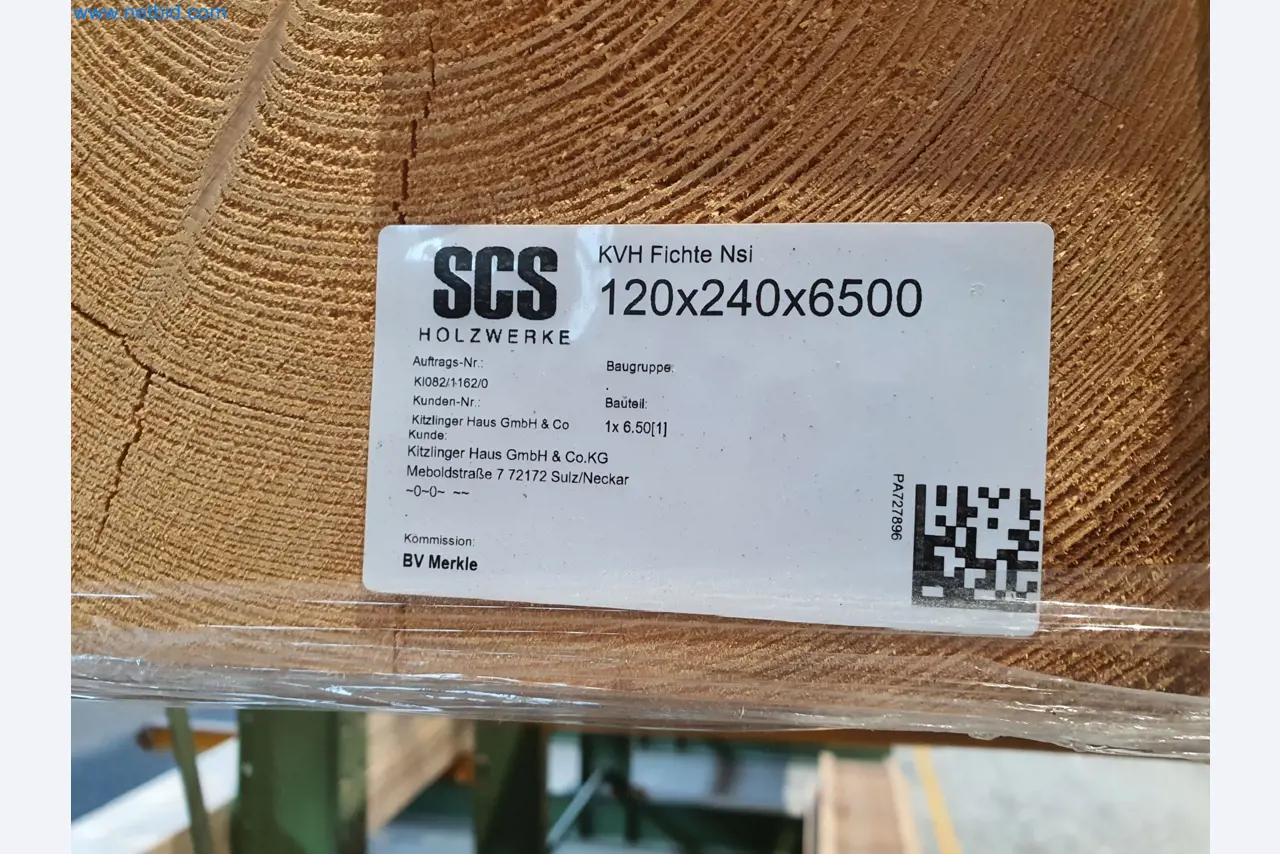 www.netbid.com
SCS
HOLZWERKE
KVH Fichte Nsi
120x240x6500
Auftrags-Nr.:
KI082/1162/0
Kunden-Nr.:
Kitzlinger Haus GmbH & Co
Kunde:
Kitzlinger Haus GmbH & Co.KG
Meboldstraße 7 72172 Sulz/Neckar
~0~0~ ~~
Baugruppe:
Bauteil:
1x 6.50[1]
Kommission:
BV Merkle
PA727896